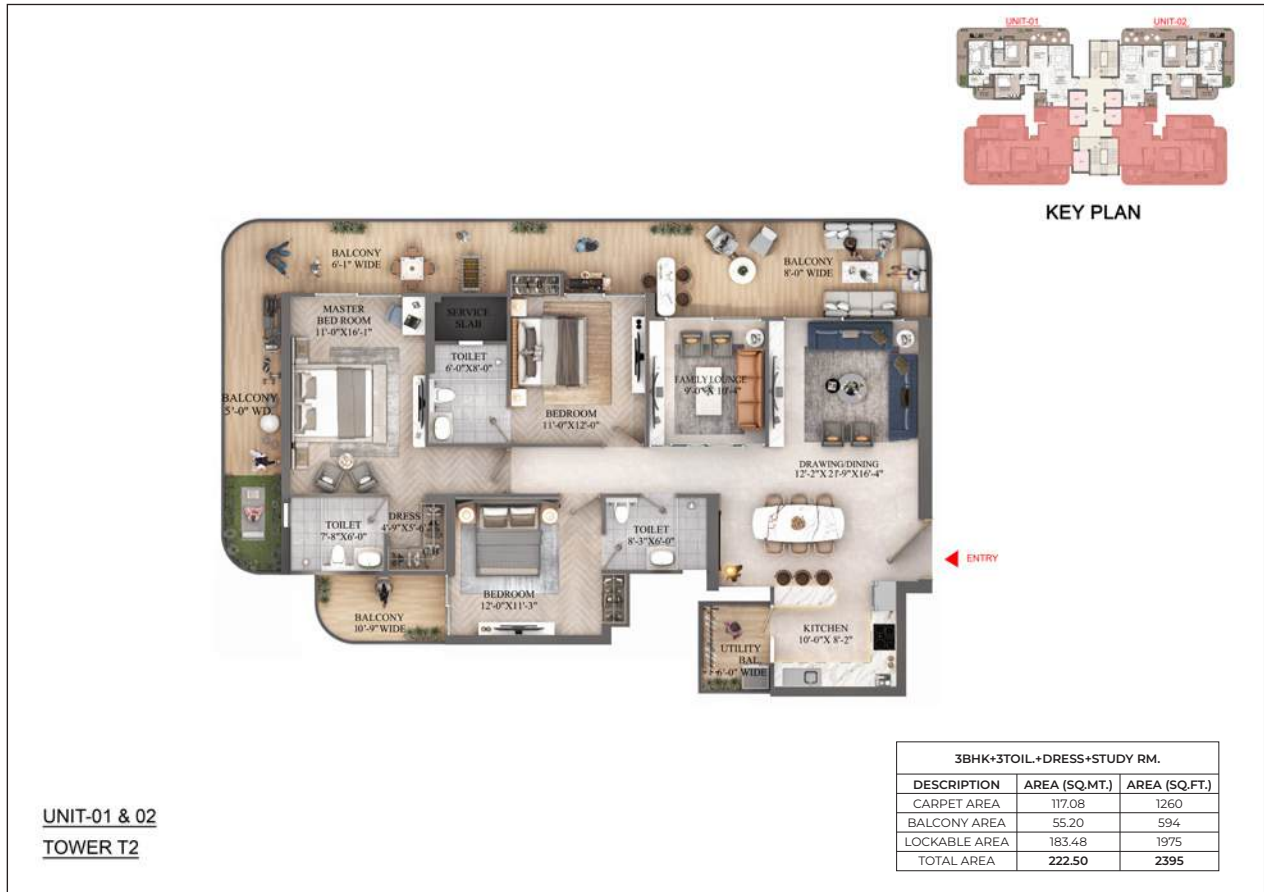 UNIT-01
UNIT-02
KEY PLAN
BALCONY
6'-1" WIDE
BALCONY
8'-0" WIDE
MASTER
BED ROOM
11'-0"X16'-1"
SERVICE
SLAB
TOILET
6'-0"X8'-0"
FAMILY LOUNGE
9'-0" X 10'-4"
BALCONY
5'-0" WD.
BEDROOM
11'-0"X12'-0"
DRAWING/DINING
12'-2"X21'-9"X16'-4"
TOILET
7'-8"X6'-0"
DRESS
4'-9"X5'-6"
TOILET
8'-3"X6'-0"
ENTRY
BEDROOM
12'-0"X11'-3"
BALCONY
10'-9" WIDE
KITCHEN
10'-0"X 8'-2"
UTILITY
BAL.
6'-0" WIDE
3BHK+3TOIL.+DRESS+STUDY RM.
DESCRIPTION AREA (SQ.MT.) AREA (SQ.FT.)
CARPET AREA 117.08 1260
BALCONY AREA 55.20 594
LOCKABLE AREA 183.48 1975
TOTAL AREA 222.50 2395
UNIT-01 & 02
TOWER T2